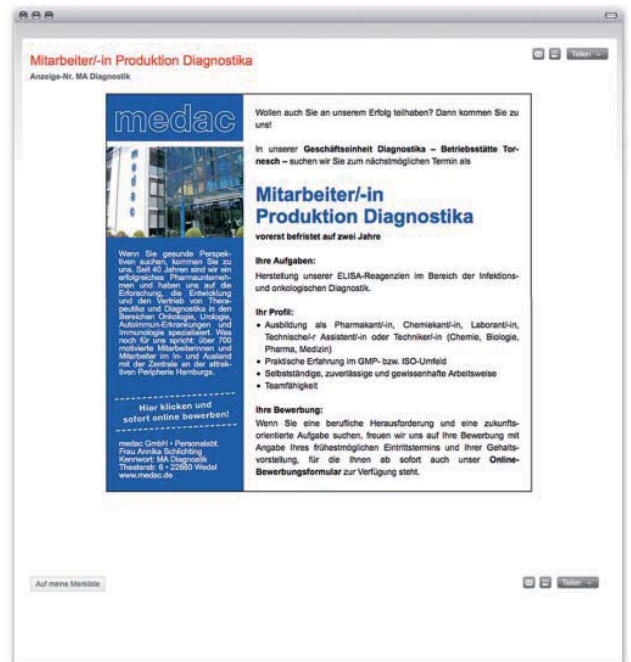 Mitarbeiter/-in Produktion Diagnostika
Anzeige-Nr. MA Diagnostik
Teilen
medac
medac
Wenn Sie gesunde Perspek-
tiven suchen, kommen Sie zu
uns. Seit 40 Jahren sind wir ein
erfolgreiches Pharmaunterneh-
men und haben uns auf die
Erforschung, die Entwicklung
und den Vertrieb von Thera-
peutika und Diagnostika in den
Bereichen Onkologie, Urologie,
Autoimmun-Erkrankungen und
Immunologie spezialisiert. Was
noch für uns spricht: über 700
motivierte Mitarbeiterinnen und
Mitarbeiter im In- und Ausland
mit der Zentrale an der attrak-
tiven Peripherie Hamburgs.
Hier klicken und
sofort online bewerben!
medac GmbH • Personalabt.
Frau Annika Schlichting
Kennwort: MA Diagnostik
Theaterstr. 6 • 22880 Wedel
www.medac.de
Wollen auch Sie an unserem Erfolg teilhaben? Dann kommen Sie zu
uns!
In unserer Geschäftseinheit Diagnostika – Betriebsstätte Tor-
nesch – suchen wir Sie zum nächstmöglichen Termin als
Mitarbeiter/-in
Produktion Diagnostika
vorerst befristet auf zwei Jahre
Ihre Aufgaben:
Herstellung unserer ELISA-Reagenzien im Bereich der Infektions-
und onkologischen Diagnostik.
Ihr Profil:
• Ausbildung als Pharmakant/-in, Chemiekant/-in, Laborant/-in,
Technische/-r Assistent/-in oder Techniker/-in (Chemie, Biologie,
Pharma, Medizin)
• Praktische Erfahrung im GMP- bzw. ISO-Umfeld
• Selbstständige, zuverlässige und gewissenhafte Arbeitsweise
• Teamfähigkeit
Ihre Bewerbung:
Wenn Sie eine berufliche Herausforderung und eine zukunfts-
orientierte Aufgabe suchen, freuen wir uns auf Ihre Bewerbung mit
Angabe Ihres frühestmöglichen Eintrittstermins und Ihrer Gehalts-
vorstellung, für die Ihnen ab sofort auch unser Online-
Bewerbungsformular zur Verfügung steht.
Auf meine Merkliste
Teilen